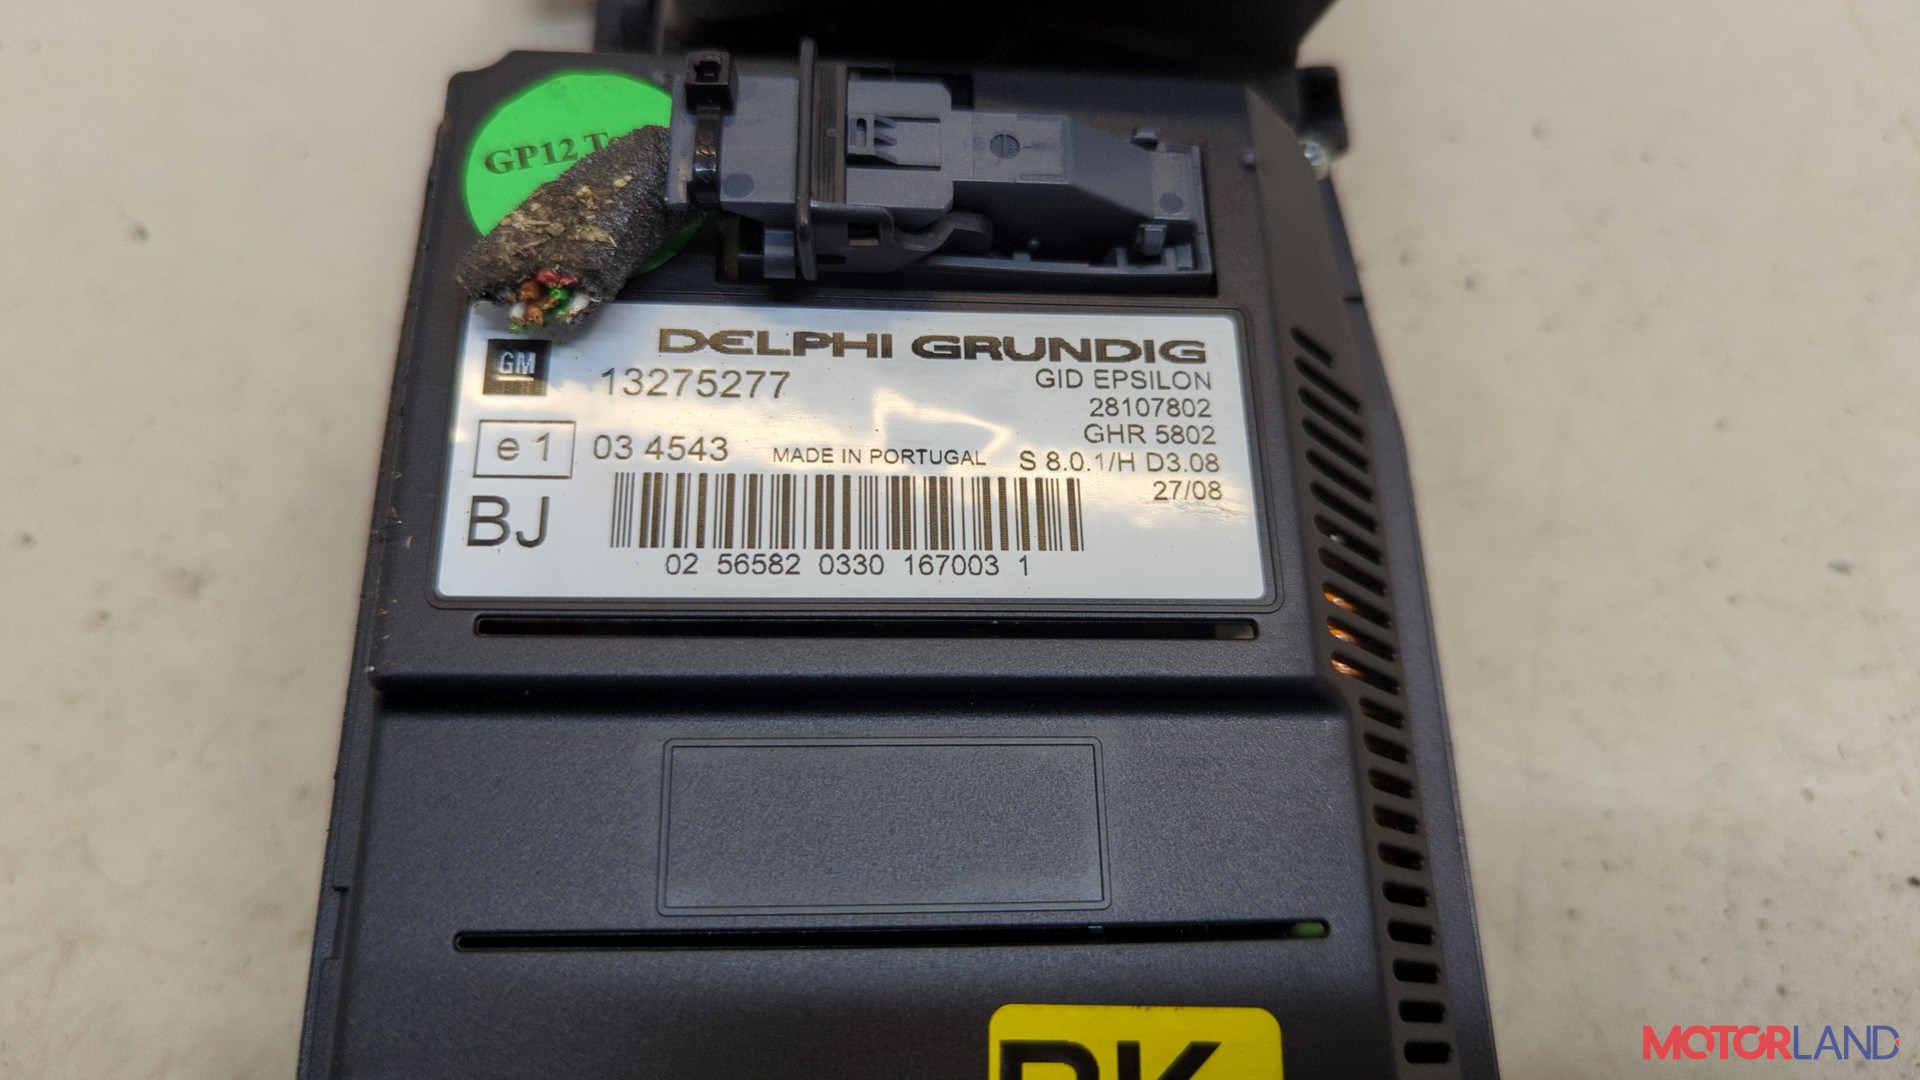 GP12
DELPHI GRUNDIG
GM
13275277
GID EPSILON
28107802
GHR 5802
e1
03 4543
MADE IN PORTUGAL
S 8.0.1/H D3.08
27/08
BJ
02 56582 0330 167003 1
MOTORLAND